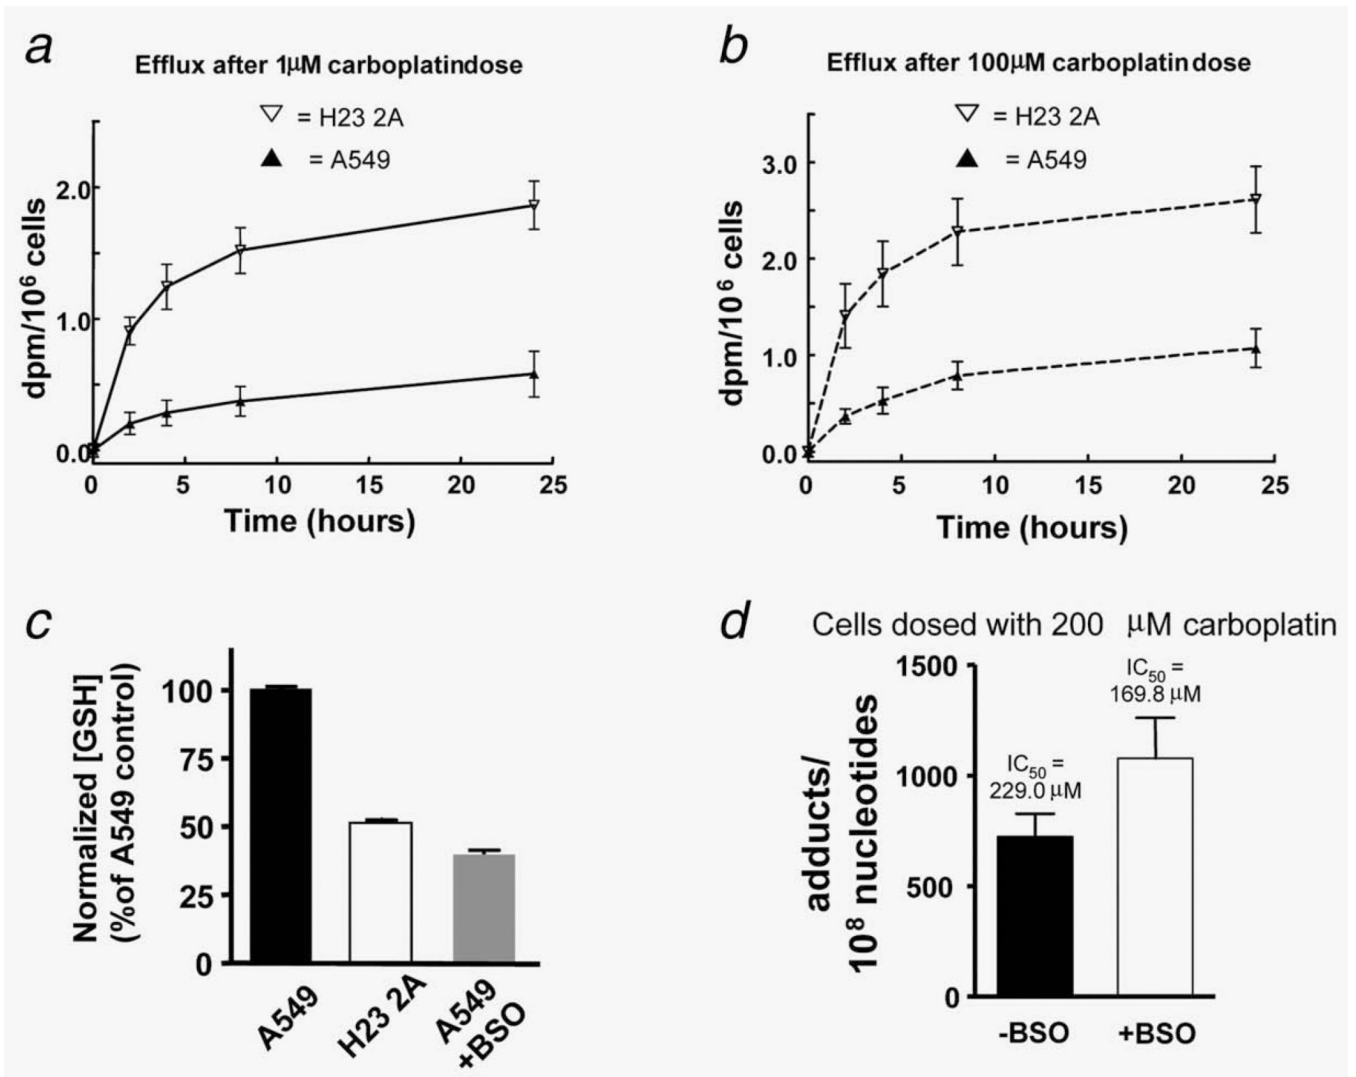 a
Efflux after 1µM carboplatindose
▽ = H23 2A
▲ = A549
dpm/10⁶ cells
2.0
1.0
0.0
0 5 10 15 20 25
Time (hours)
b
Efflux after 100µM carboplatin dose
▽ = H23 2A
▲ = A549
dpm/10⁶ cells
3.0
2.0
1.0
0.0
0 5 10 15 20 25
Time (hours)
c
Normalized [GSH]
(%of A549 control)
100
75
50
25
0
A549
H23 2A
A549
+BSO
d
Cells dosed with 200 µM carboplatin
adducts/
10⁸ nucleotides
1500
1000
500
0
IC₅₀ =
229.0 µM
IC₅₀ =
169.8 µM
-BSO
+BSO